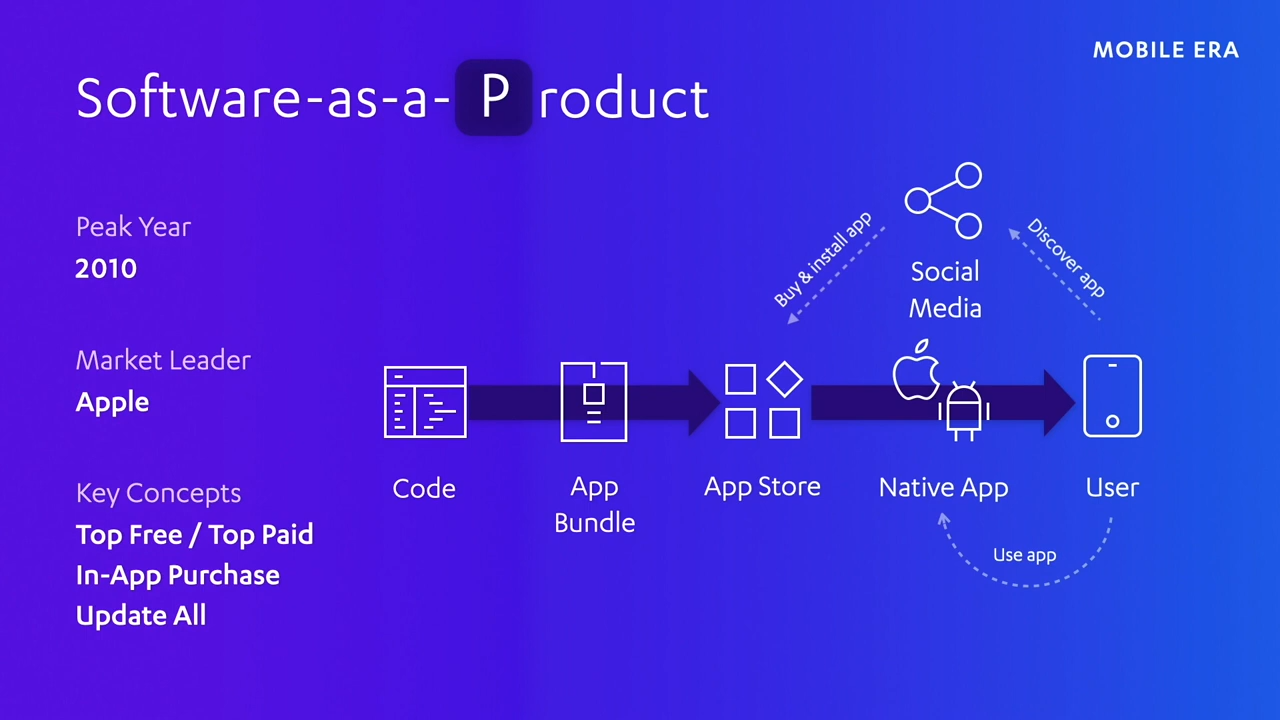 MOBILE ERA
Software-as-a-Product
Peak Year
2010
Market Leader
Apple
Key Concepts
Top Free / Top Paid
In-App Purchase
Update All
Buy & install app
Discover app
Social
Media
Code
App
Bundle
App Store
Native App
User
Use app